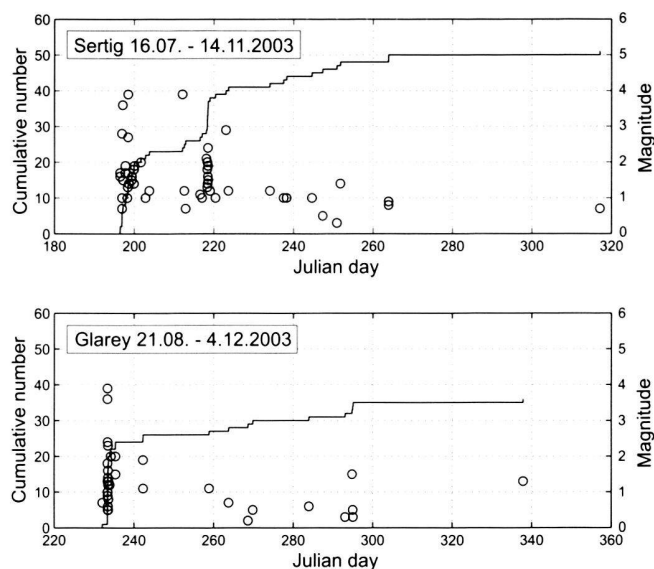 Sertig 16.07. - 14.11.2003
Cumulative number
60
50
40
30
20
10
0
Magnitude
6
5
4
3
2
1
0
180 200 220 240 260 280 300 320
Julian day
Glarey 21.08. - 4.12.2003
Cumulative number
60
50
40
30
20
10
0
Magnitude
6
5
4
3
2
1
0
220 240 260 280 300 320 340 360
Julian day